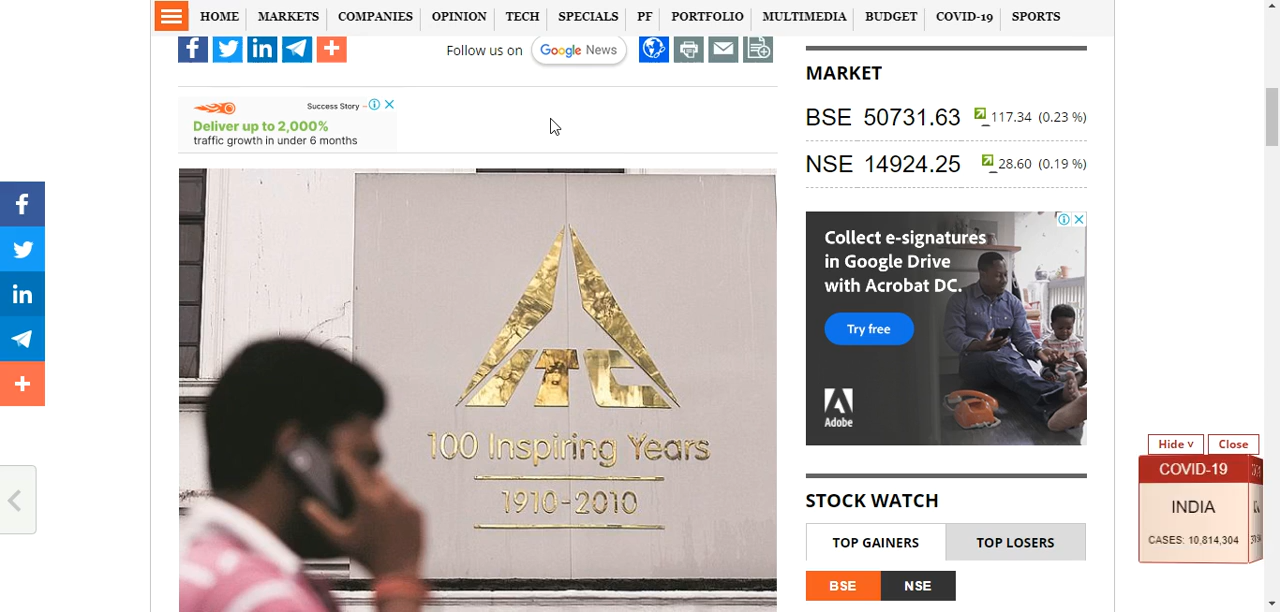 HOME MARKETS COMPANIES OPINION TECH SPECIALS PF PORTFOLIO MULTIMEDIA BUDGET COVID-19 SPORTS
Follow us on Google News
Success Story –
Deliver up to 2,000%
traffic growth in under 6 months
ITC
100 Inspiring Years
1910-2010
MARKET
BSE 50731.63 117.34 (0.23 %)
NSE 14924.25 28.60 (0.19 %)
Collect e-signatures
in Google Drive
with Acrobat DC.
Try free
Adobe
STOCK WATCH
TOP GAINERS TOP LOSERS
BSE NSE
Hide v Close
COVID-19
INDIA
CASES: 10,814,304